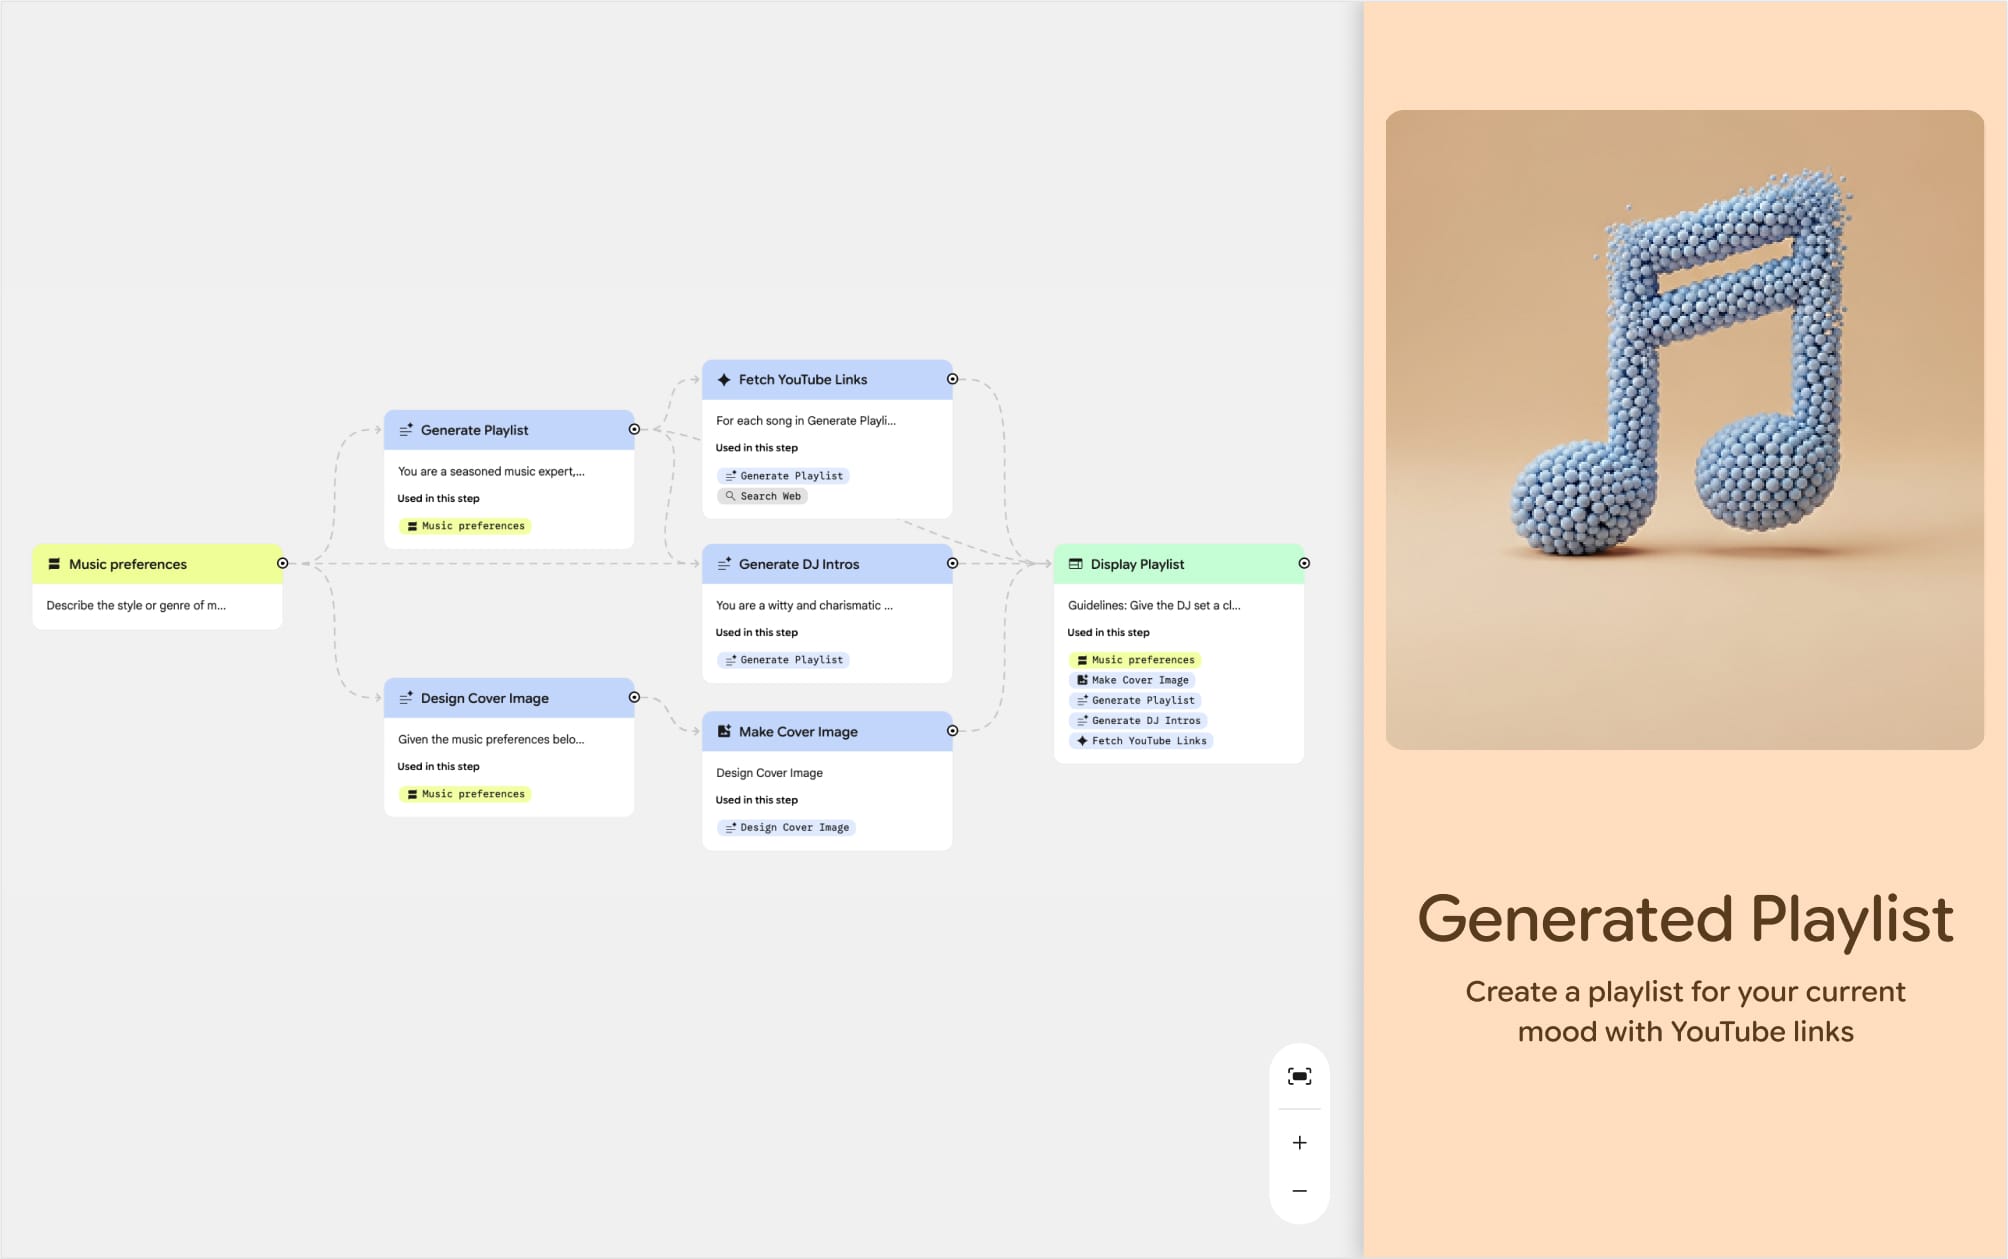 Music preferences
Describe the style or genre of m...
Generate Playlist
You are a seasoned music expert,...
Used in this step
Music preferences
Design Cover Image
Given the music preferences belo...
Used in this step
Music preferences
Fetch YouTube Links
For each song in Generate Playli...
Used in this step
Generate Playlist
Search Web
Generate DJ Intros
You are a witty and charismatic ...
Used in this step
Generate Playlist
Make Cover Image
Design Cover Image
Used in this step
Design Cover Image
Display Playlist
Guidelines: Give the DJ set a cl...
Used in this step
Music preferences
Make Cover Image
Generate Playlist
Generate DJ Intros
Fetch YouTube Links
Generated Playlist
Create a playlist for your current
mood with YouTube links